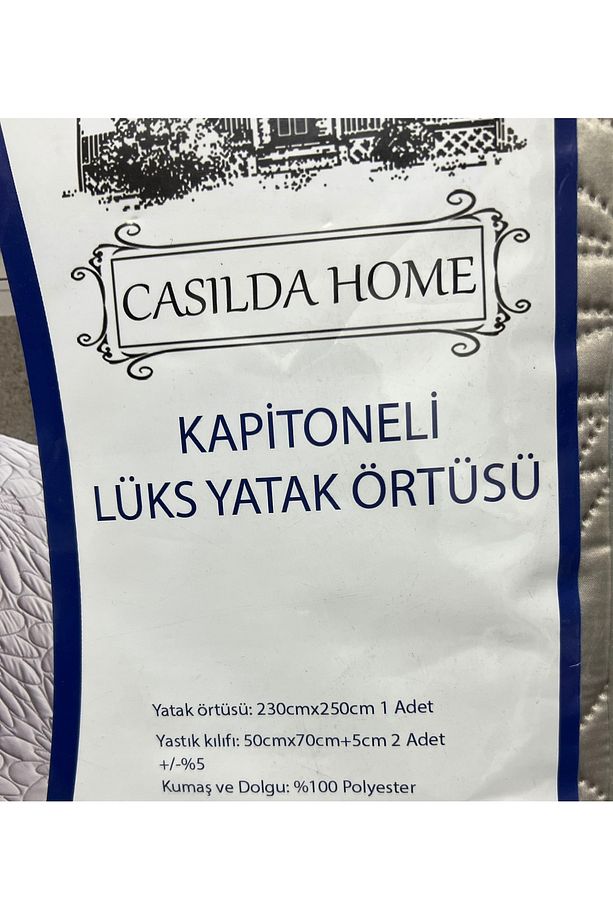 CASILDA HOME
KAPİTONELİ
LÜKS YATAK ÖRTÜSÜ
Yatak örtüsü: 230cmx250cm 1 Adet
Yastık kılıfı: 50cmx70cm+5cm 2 Adet
+/-%5
Kumaş ve Dolgu: %100 Polyester